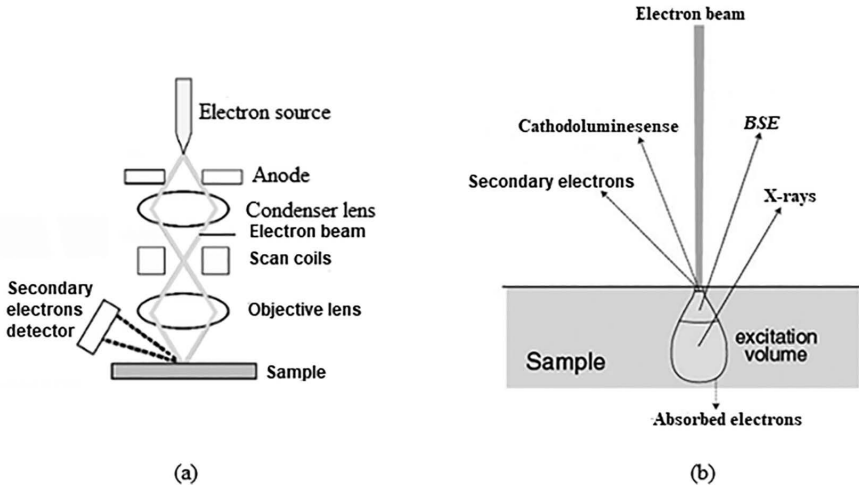 Electron source
Anode
Condenser lens
Electron beam
Scan coils
Secondary
electrons
detector
Objective lens
Sample
(a)
Electron beam
Cathodoluminesense
BSE
Secondary electrons
X-rays
Sample
excitation
volume
Absorbed electrons
(b)